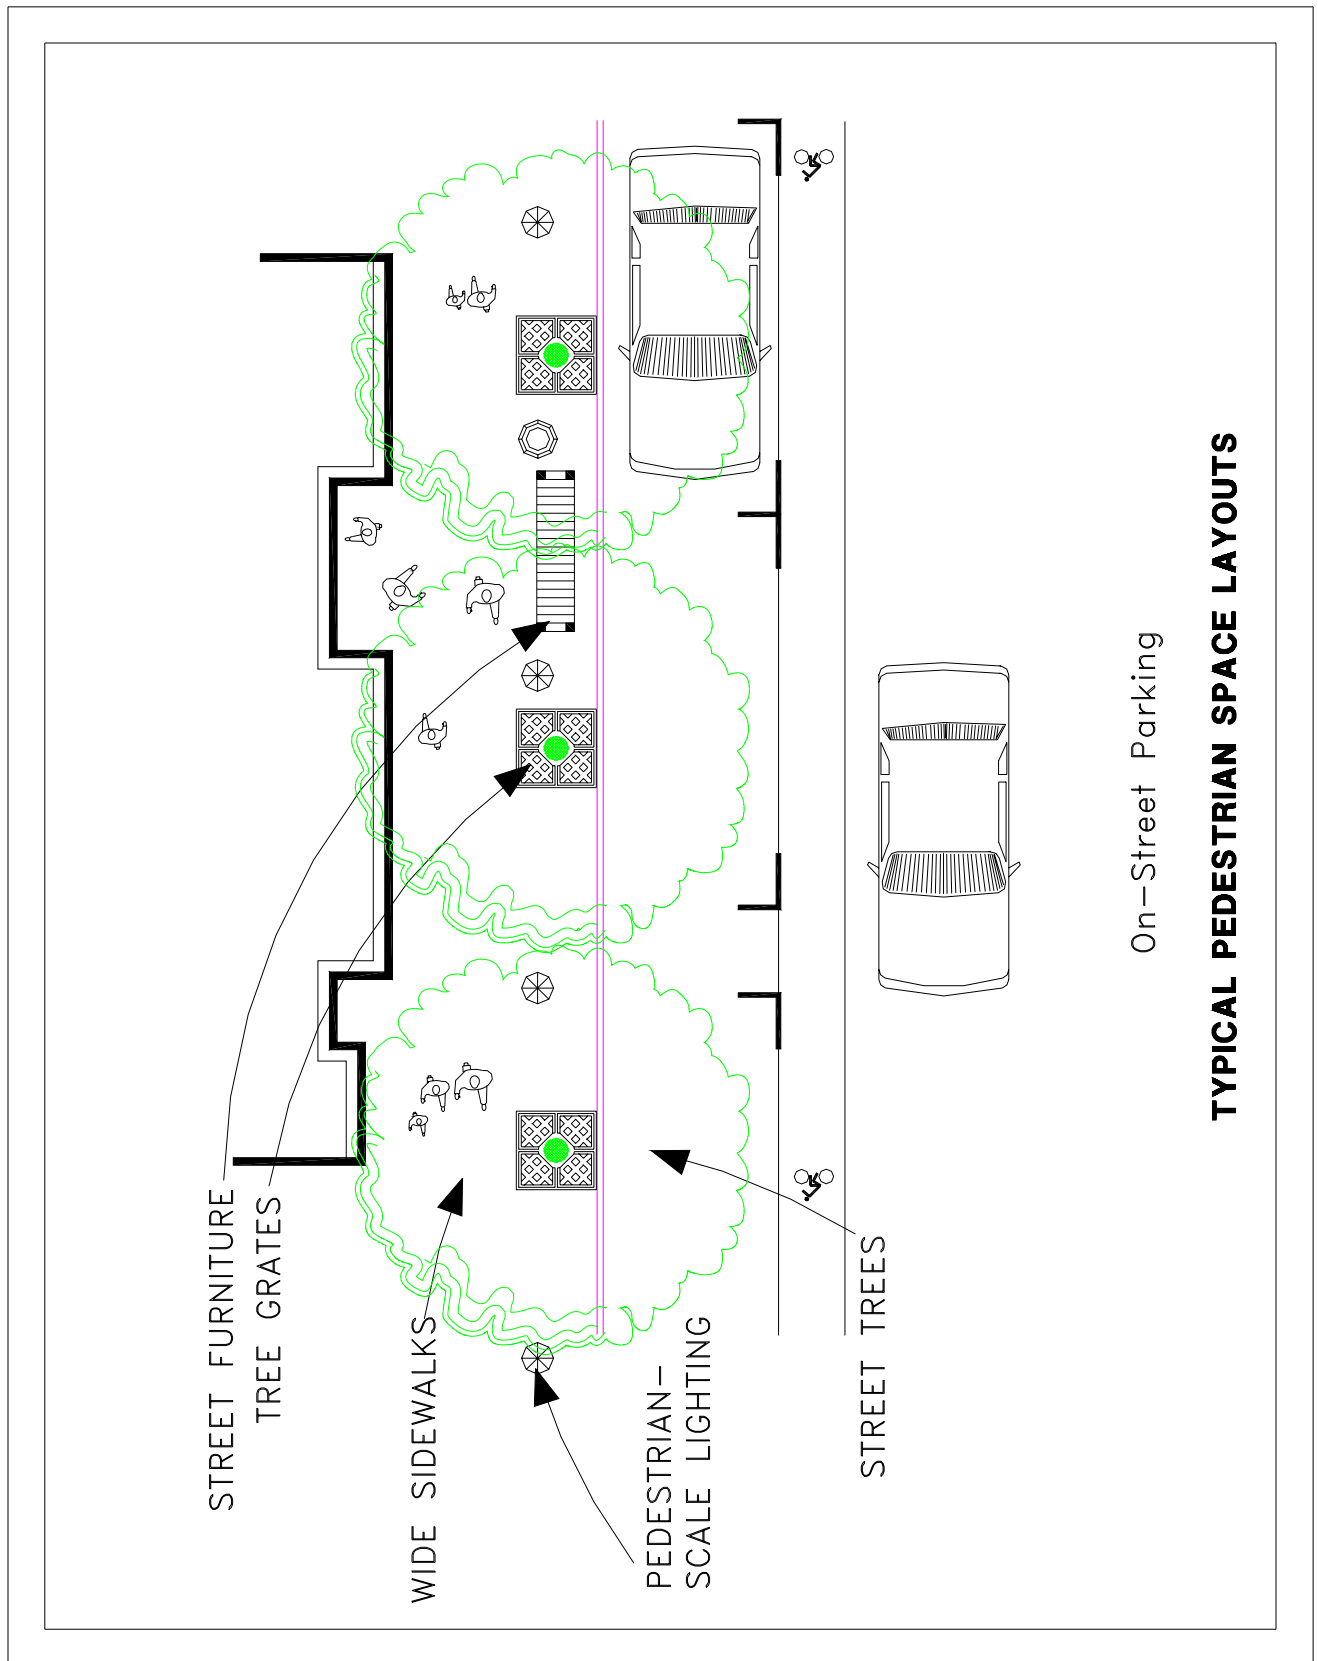 STREET FURNITURE
TREE GRATES
WIDE SIDEWALKS
PEDESTRIAN-
SCALE LIGHTING
STREET TREES
On-Street Parking
TYPICAL PEDESTRIAN SPACE LAYOUTS